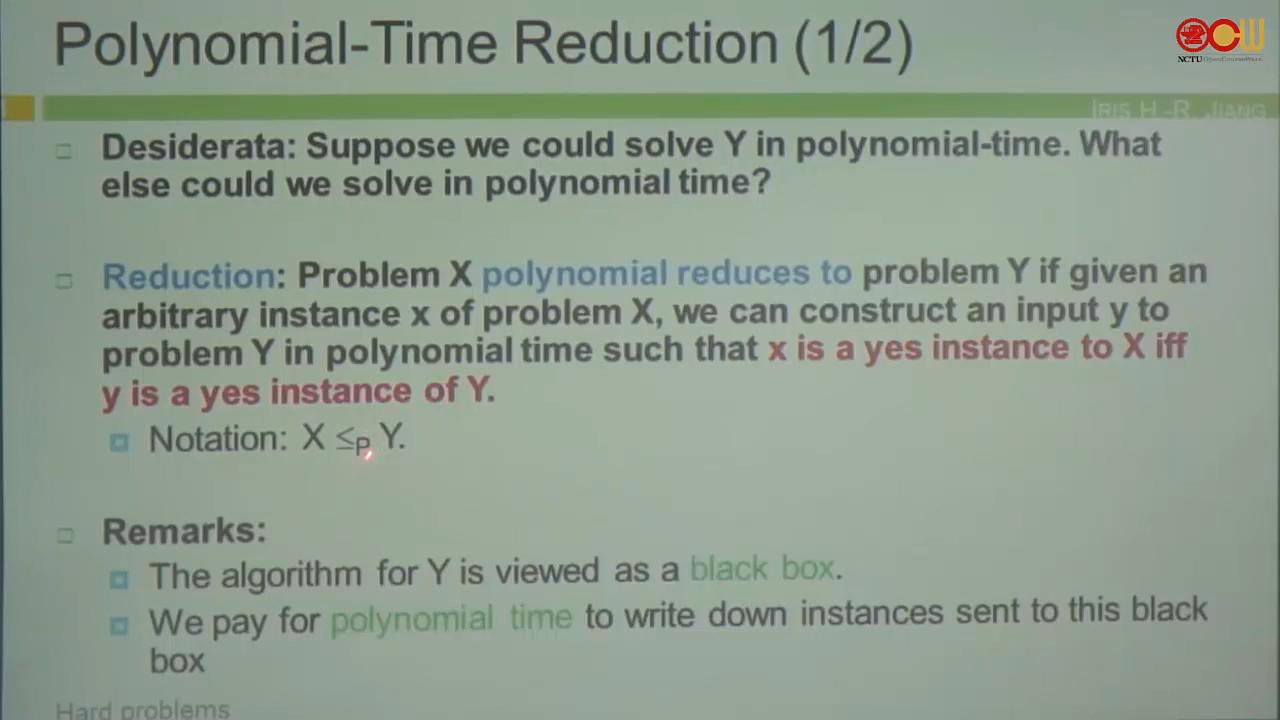 Polynomial-Time Reduction (1/2)
NCTU OpenCourseWare
IRIS H.-R. JIANG
Desiderata: Suppose we could solve Y in polynomial-time. What
else could we solve in polynomial time?
Reduction: Problem X polynomial reduces to problem Y if given an
arbitrary instance x of problem X, we can construct an input y to
problem Y in polynomial time such that x is a yes instance to X iff
y is a yes instance of Y.
Notation: X ≤P Y.
Remarks:
The algorithm for Y is viewed as a black box.
We pay for polynomial time to write down instances sent to this black
box
Hard problems